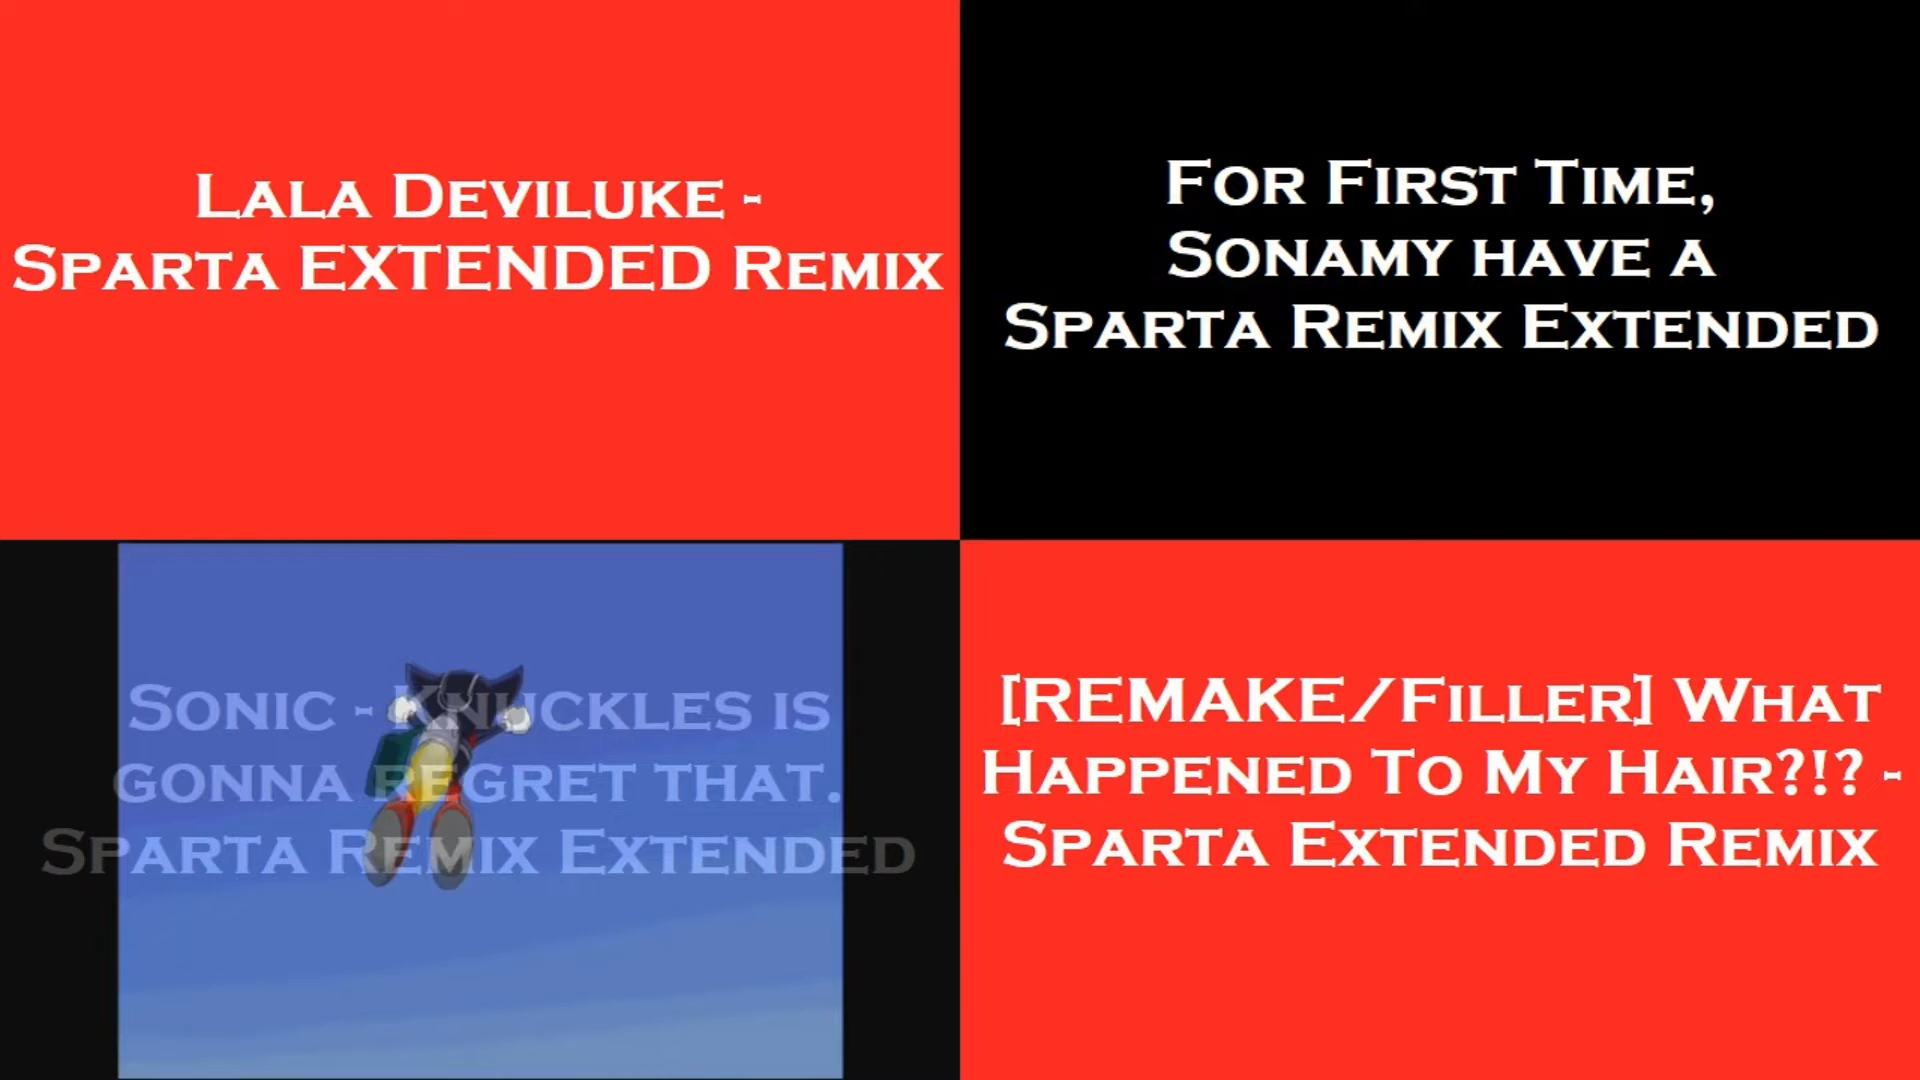 Lala Deviluke -
Sparta EXTENDED Remix
For First Time,
Sonamy have a
Sparta Remix Extended
Sonic - Knuckles is
gonna regret that.
Sparta Remix Extended
[REMAKE/Filler] What
Happened To My Hair?!? -
Sparta Extended Remix